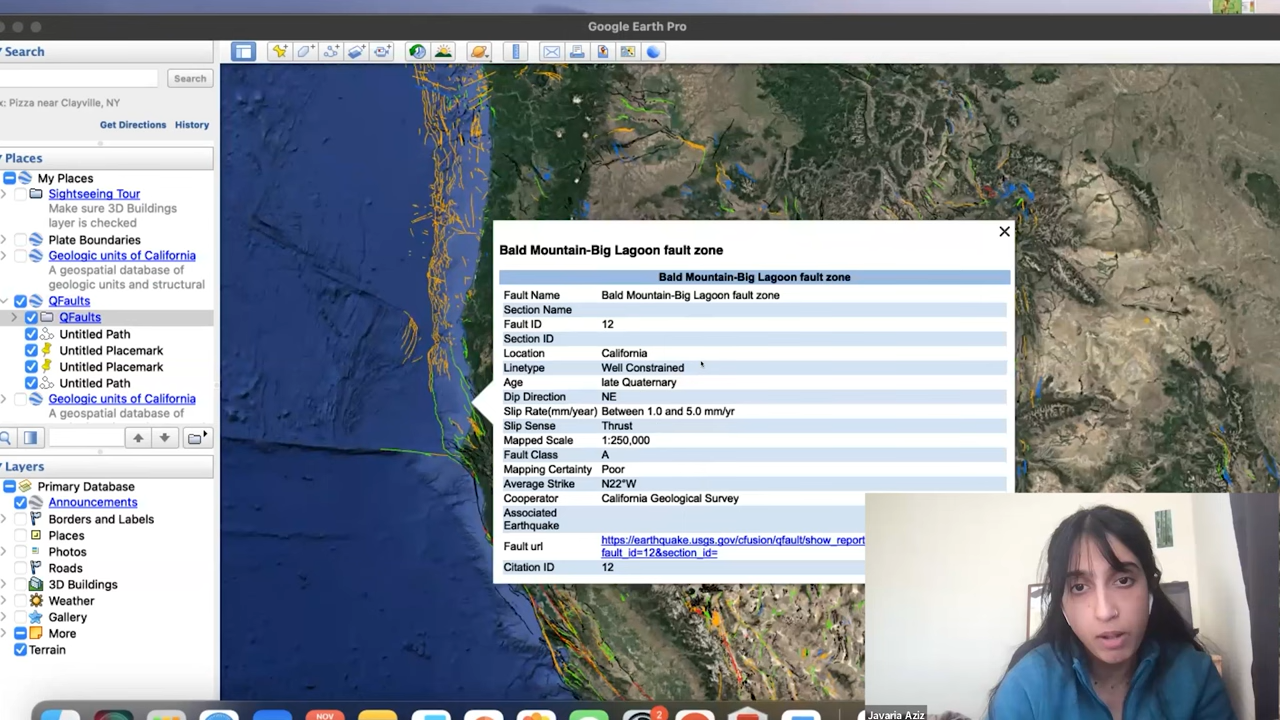 Google Earth Pro
Search
Search
x: Pizza near Clayville, NY
Get Directions History
Places
My Places
Sightseeing Tour
Make sure 3D Buildings
layer is checked
Plate Boundaries
Geologic units of California
A geospatial database of
geologic units and structural
QFaults
QFaults
Untitled Path
Untitled Placemark
Untitled Placemark
Untitled Path
Geologic units of California
A geospatial database of
Layers
Primary Database
Announcements
Borders and Labels
Places
Photos
Roads
3D Buildings
Weather
Gallery
More
Terrain
Bald Mountain-Big Lagoon fault zone
Bald Mountain-Big Lagoon fault zone
Fault Name Bald Mountain-Big Lagoon fault zone
Section Name
Fault ID 12
Section ID
Location California
Linetype Well Constrained
Age late Quaternary
Dip Direction NE
Slip Rate(mm/year) Between 1.0 and 5.0 mm/yr
Slip Sense Thrust
Mapped Scale 1:250,000
Fault Class A
Mapping Certainty Poor
Average Strike N22°W
Cooperator California Geological Survey
Associated
Earthquake
Fault url https://earthquake.usgs.gov/cfusion/qfault/show_report
fault_id=12&section_id=
Citation ID 12
Javaria Aziz
NOV
2